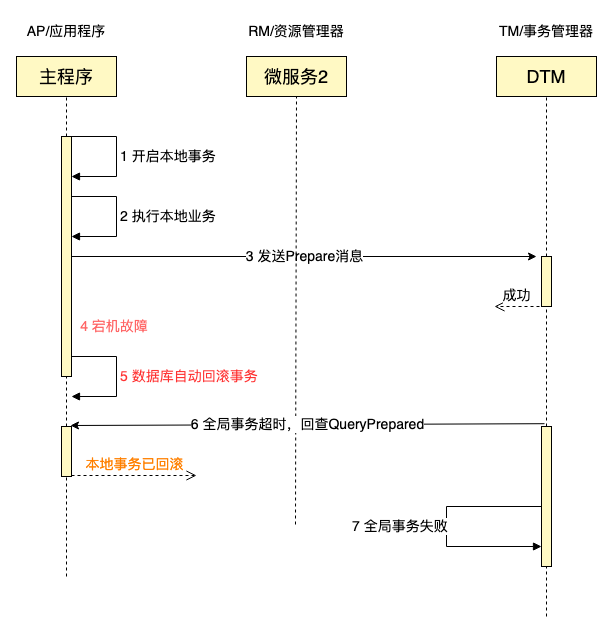 AP/应用程序
RM/资源管理器
TM/事务管理器
主程序
微服务2
DTM
1 开启本地事务
2 执行本地业务
3 发送Prepare消息
成功
4 宕机故障
5 数据库自动回滚事务
6 全局事务超时，回查QueryPrepared
本地事务已回滚
7 全局事务失败